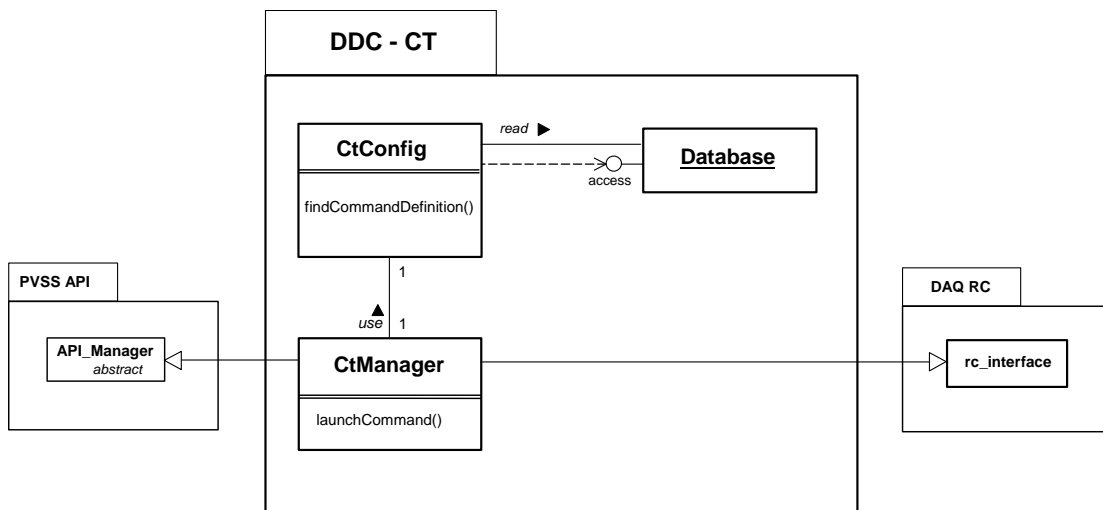 DDC - CT
CtConfig
findCommandDefinition()
read
access
Database
1
use
1
PVSS API
API_Manager
abstract
CtManager
launchCommand()
DAQ RC
rc_interface